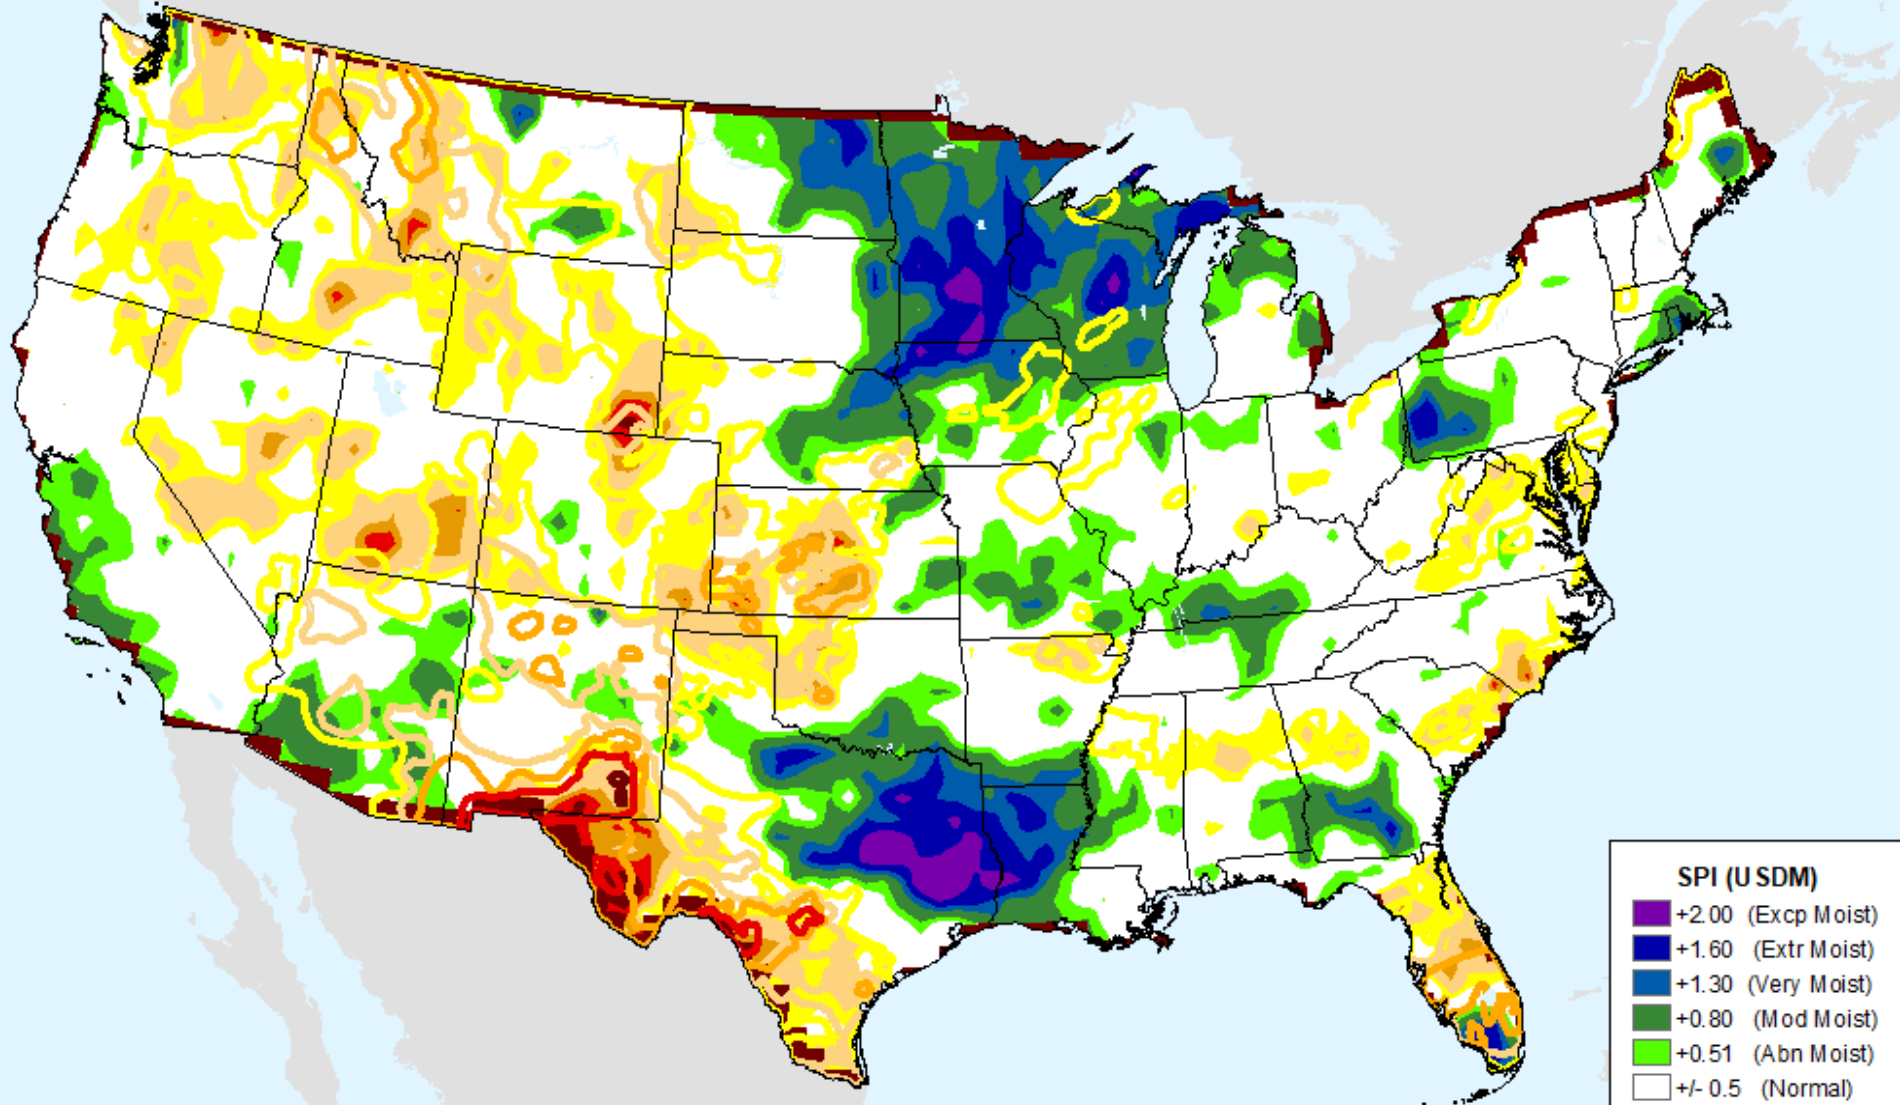 SPI (USDM)
+2.00 (Excp Moist)
+1.60 (Extr Moist)
+1.30 (Very Moist)
+0.80 (Mod Moist)
+0.51 (Abn Moist)
+/- 0.5 (Normal)